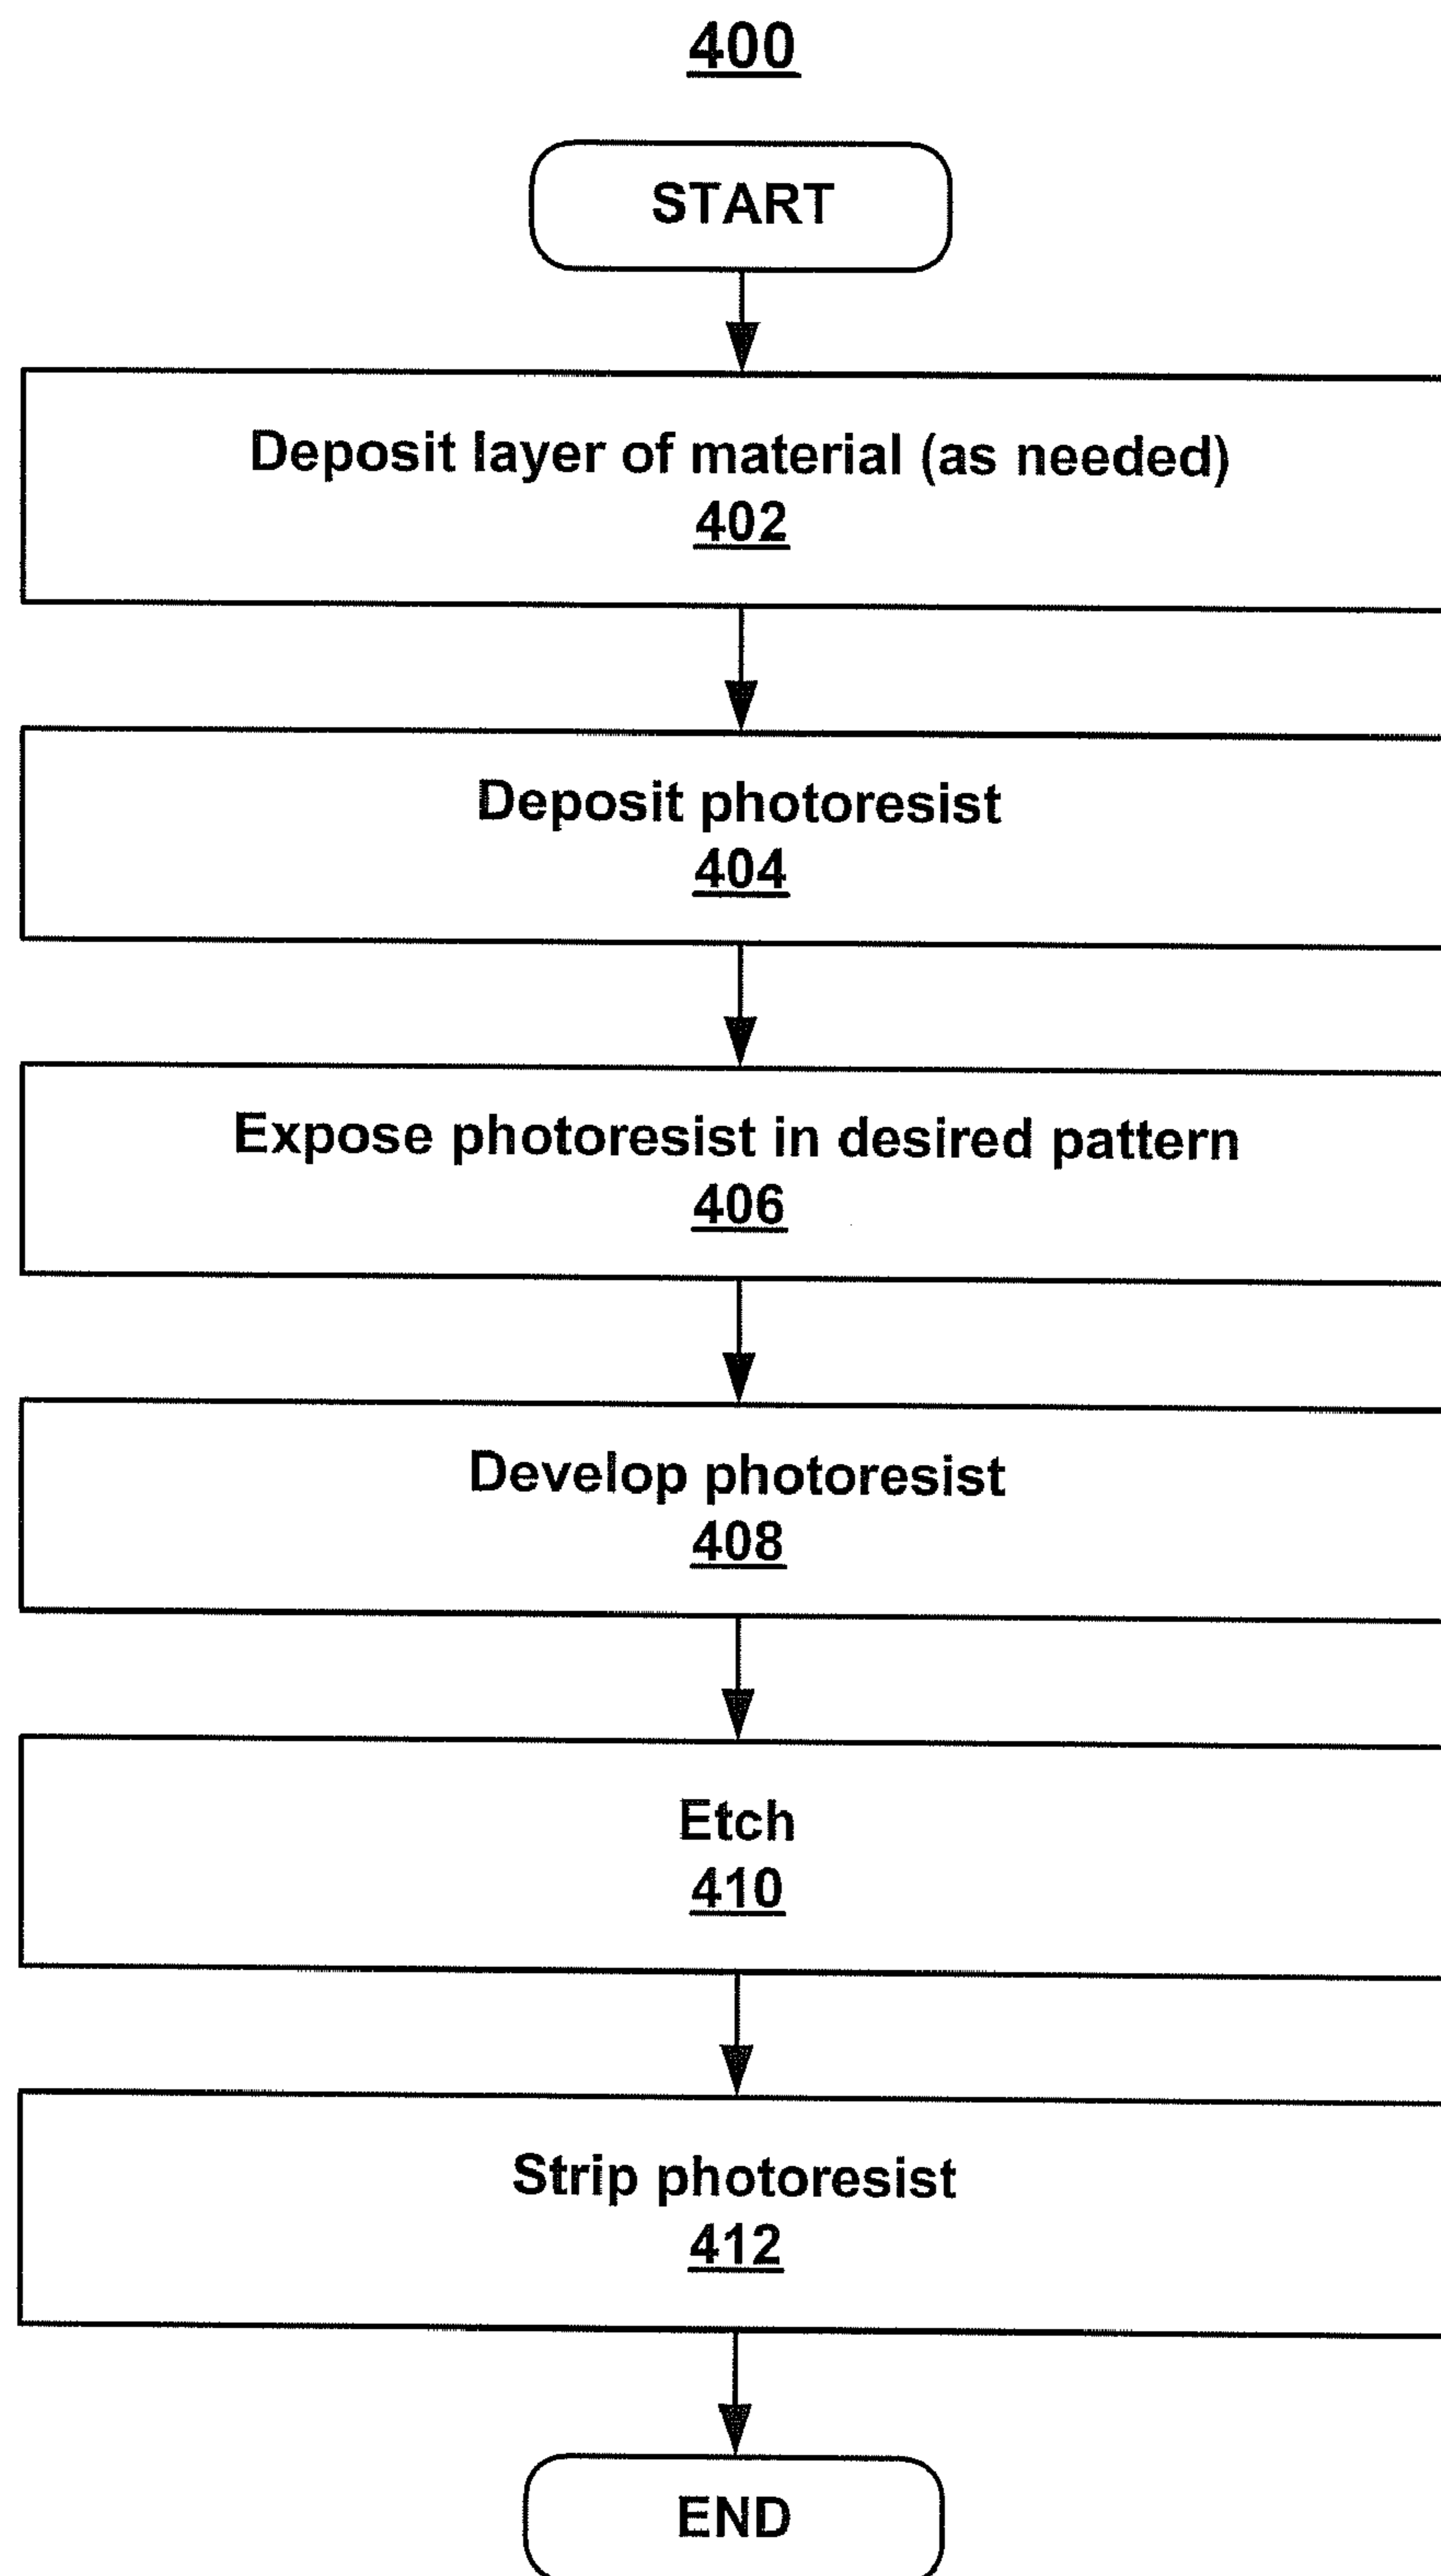 400
START
Deposit layer of material (as needed)
402
Deposit photoresist
404
Expose photoresist in desired pattern
406
Develop photoresist
408
Etch
410
Strip photoresist
412
END